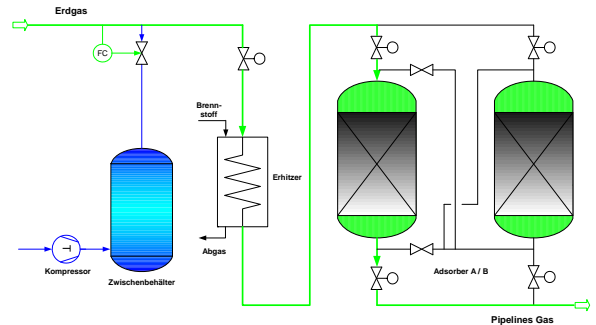 Erdgas
FC
Brenn-
stoff
Erhitzer
Abgas
Kompressor
Zwischenbehälter
Adsorber A / B
Pipelines Gas